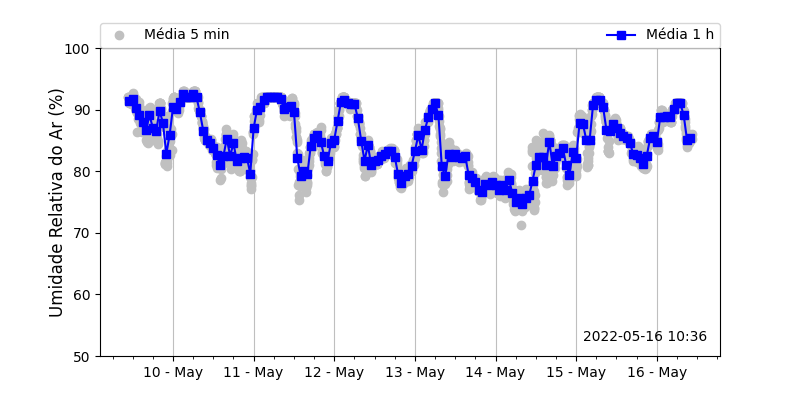 Média 5 min
Média 1 h
Umidade Relativa do Ar (%)
100
90
80
70
60
50
2022-05-16 10:36
10 - May
11 - May
12 - May
13 - May
14 - May
15 - May
16 - May